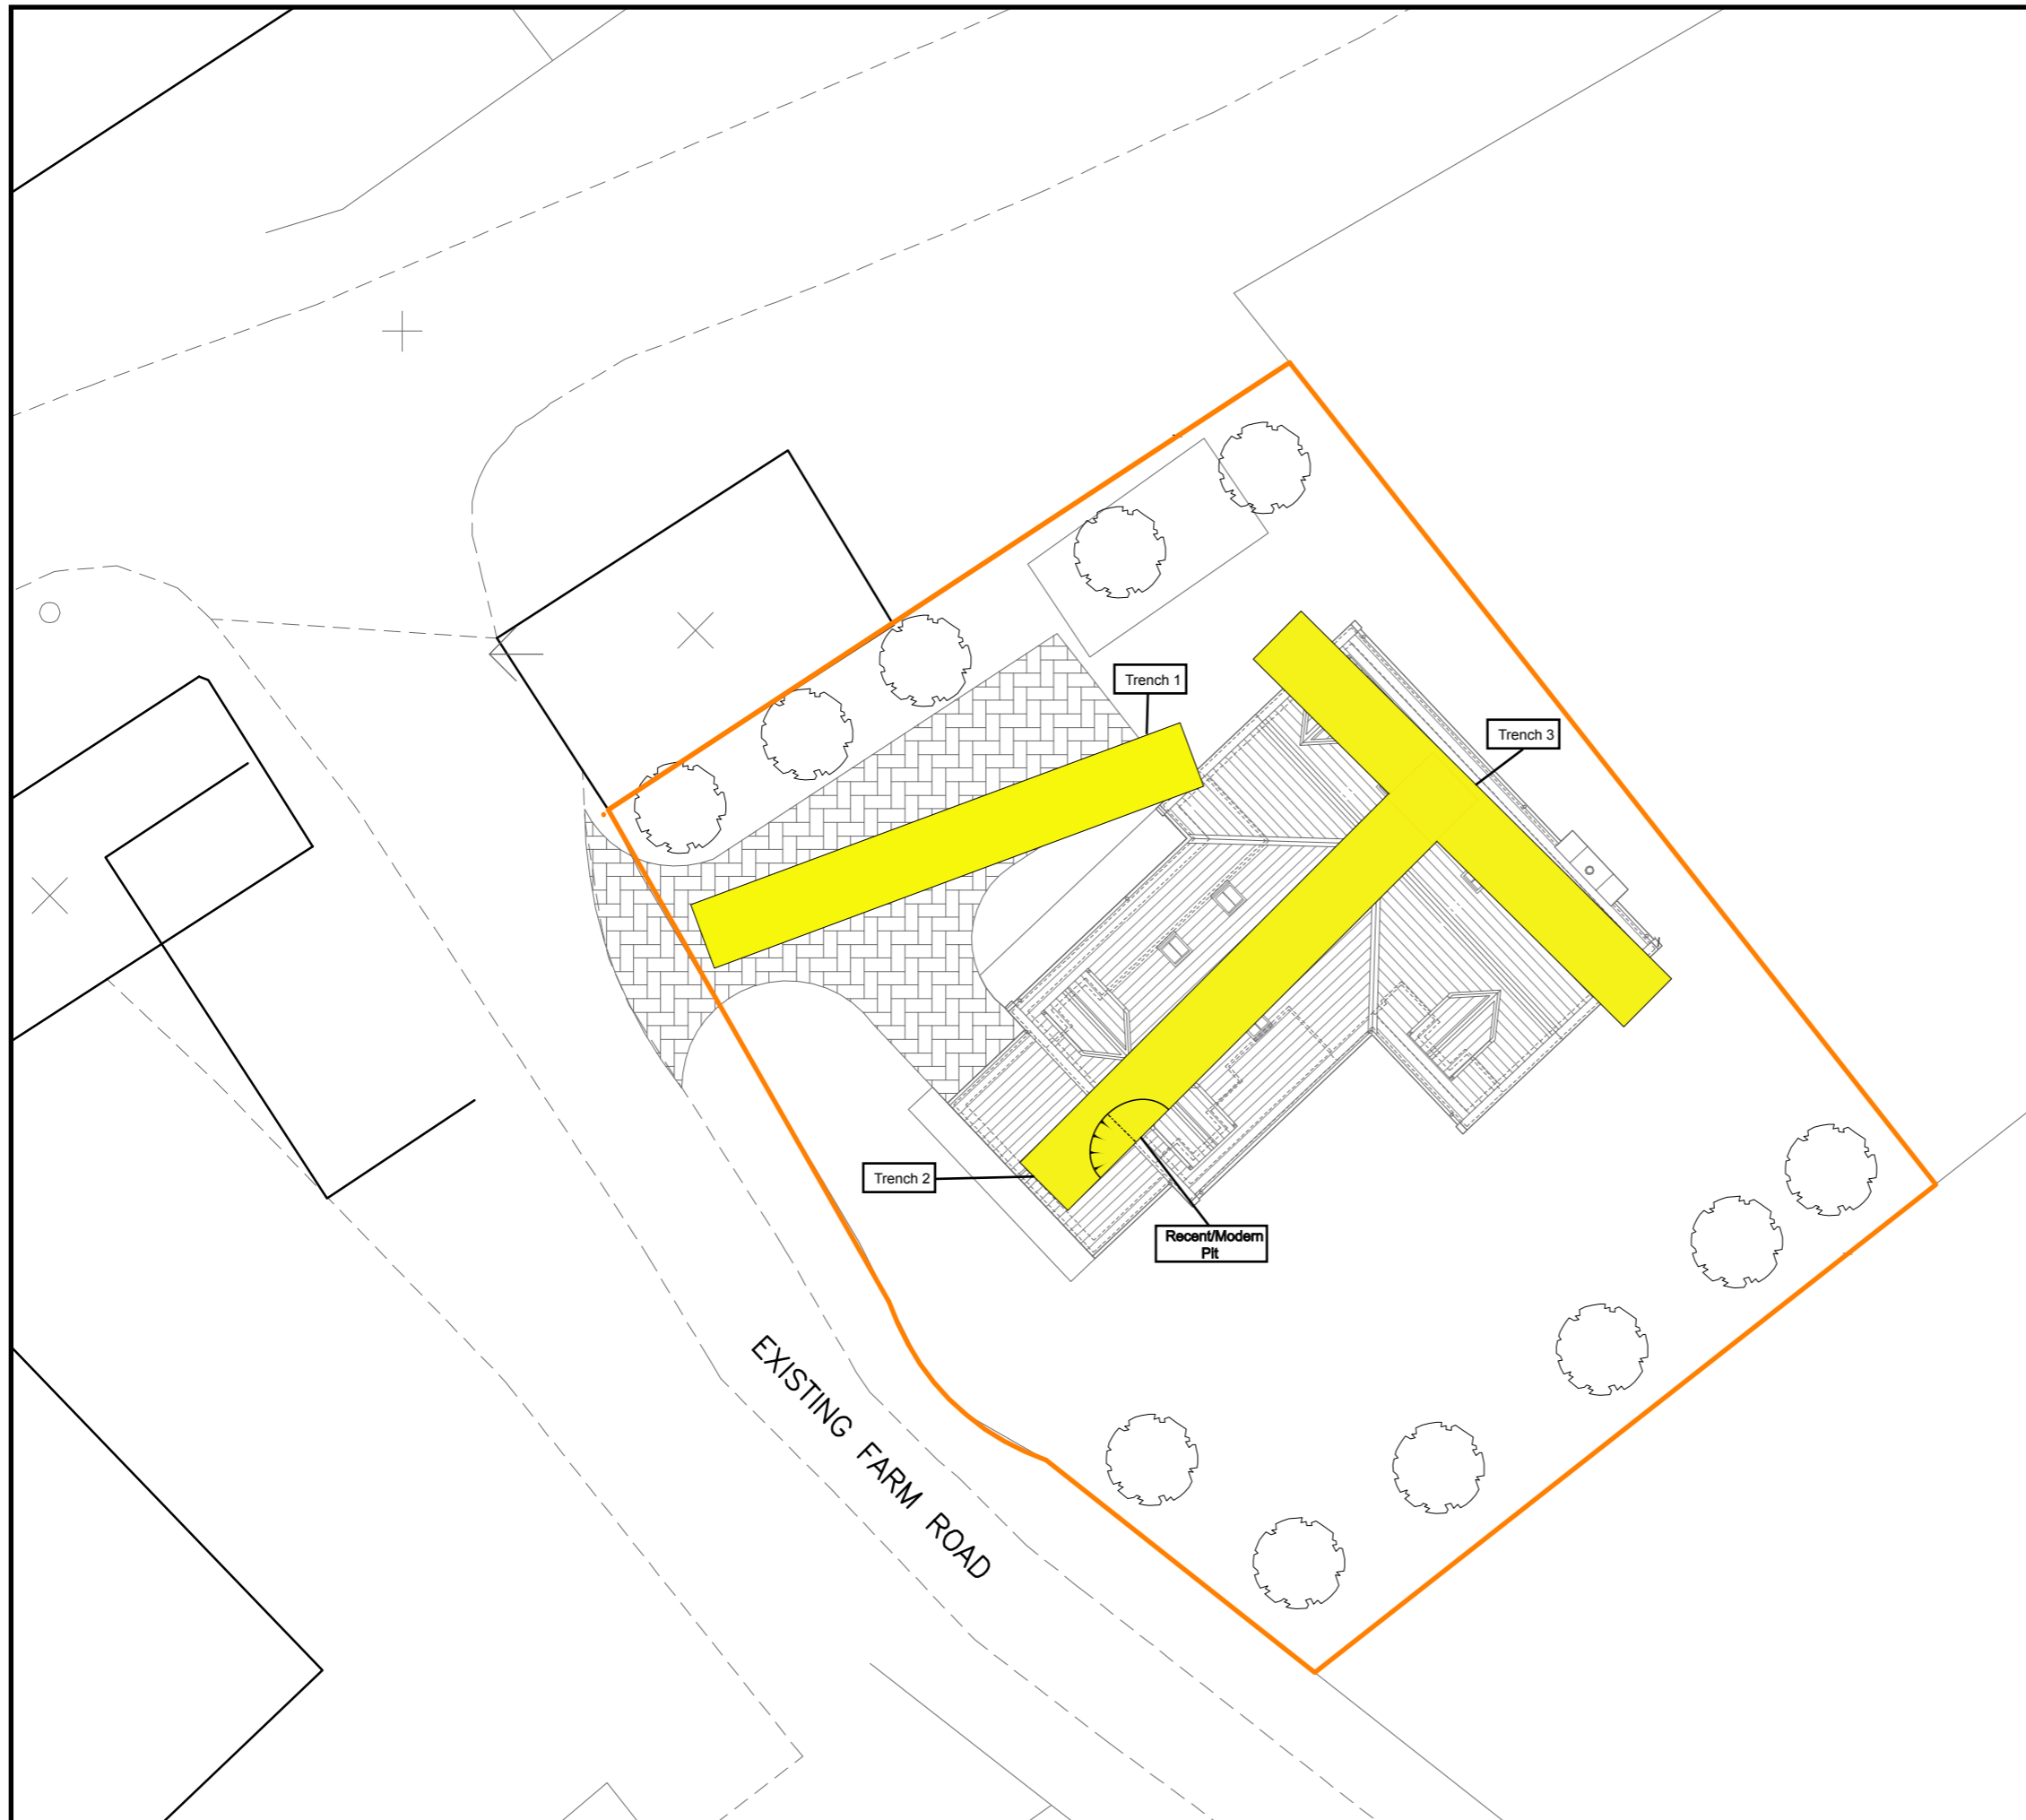 Trench 1
Trench 3
Trench 2
Recent/Modern
Pit
EXISTING FARM ROAD